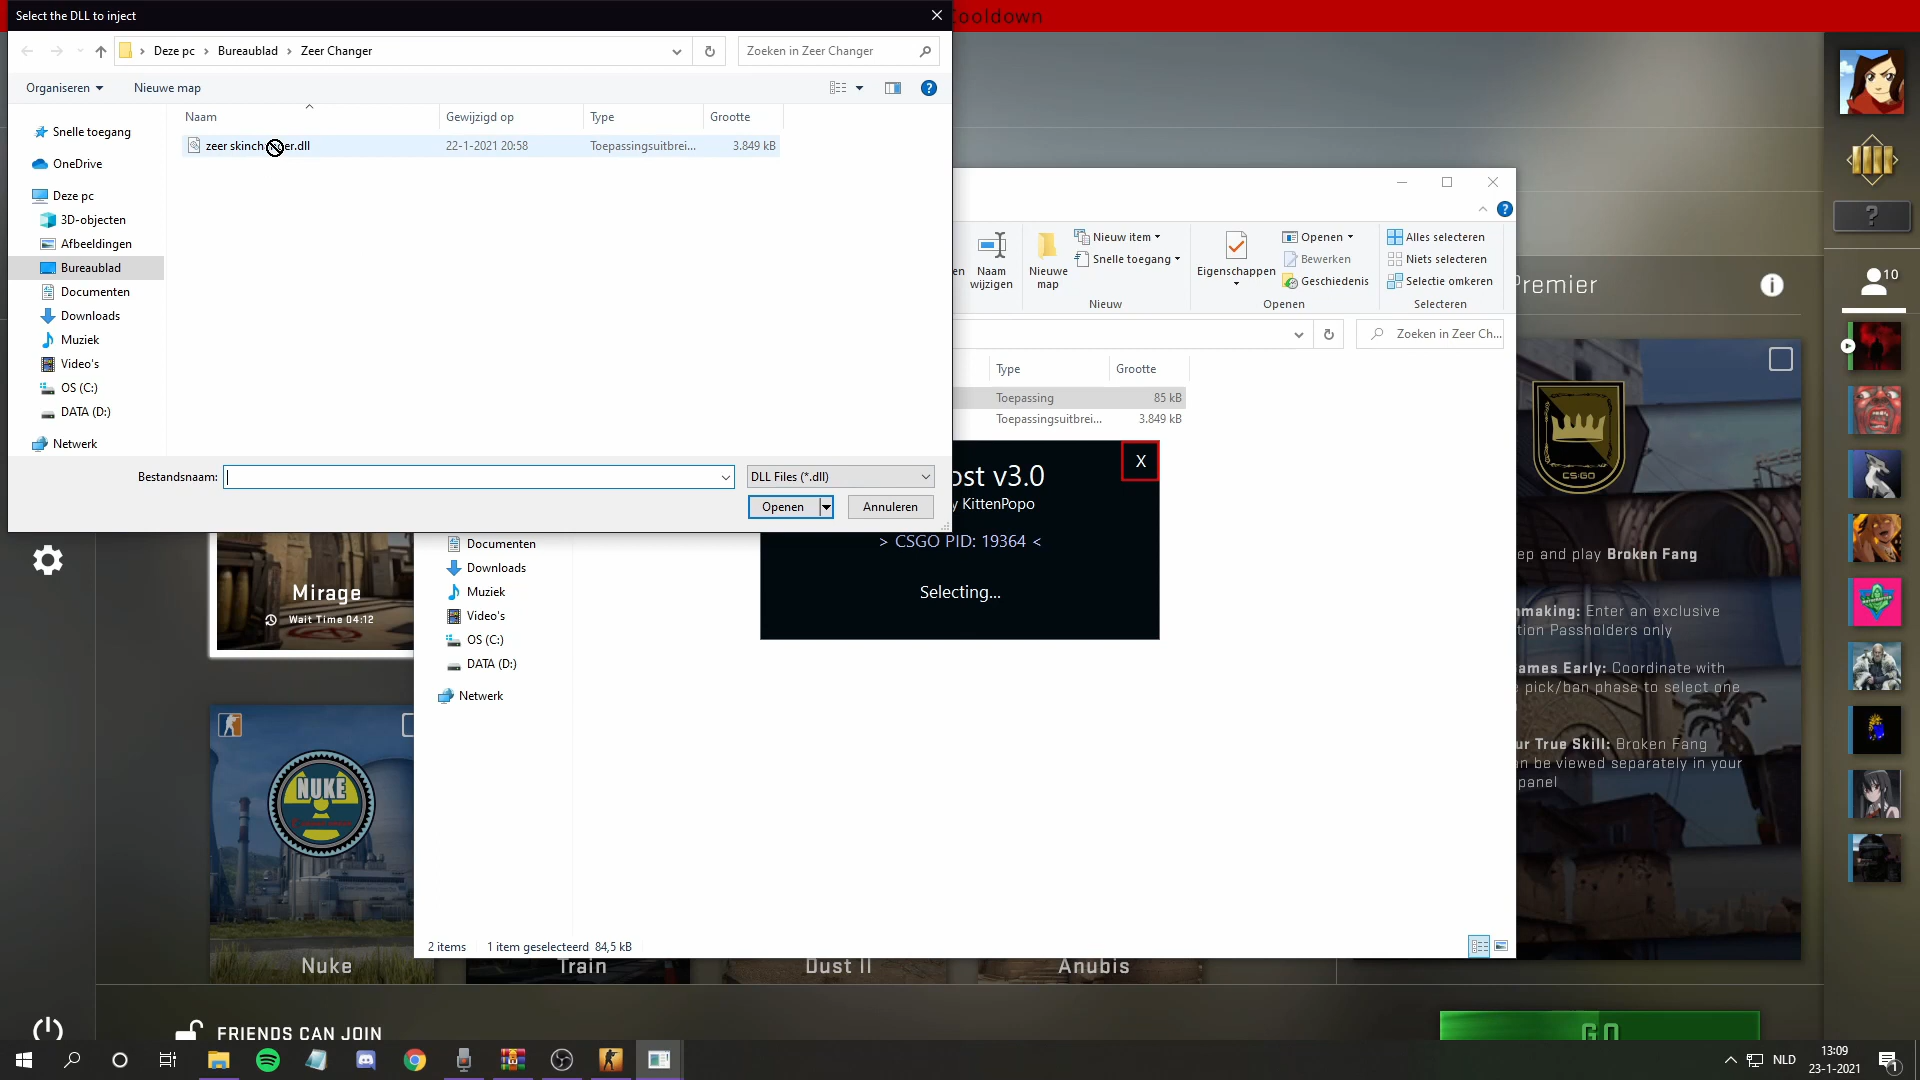 Select the DLL to inject
Cooldown
Deze pc
Bureaublad
Zeer Changer
Zoeken in Zeer Changer
Organiseren
Nieuwe map
Naam
Gewijzigd op
Type
Grootte
22-1-2021 20:58
Toepassingsuitbrei...
3.849 kB
Snelle toegang
OneDrive
Deze pc
3D-objecten
Afbeeldingen
Bureaublad
Documenten
Downloads
Muziek
Video's
OS (C:)
DATA (D:)
Netwerk
Bestandsnaam:
DLL Files (*.dll)
Openen
Annuleren
en
Naam
wijzigen
Nieuwe
map
Nieuw item
Snelle toegang
Nieuw
Eigenschappen
Openen
Bewerken
Geschiedenis
Openen
Alles selecteren
Niets selecteren
Selectie omkeren
Selecteren
Zoeken in Zeer Ch...
Type
Grootte
Toepassing
85 kB
Toepassingsuitbrei...
3.849 kB
ost v3.0
X
y KittenPopo
> CSGO PID: 19364 <
Selecting...
Documenten
Downloads
Muziek
Video's
OS (C:)
DATA (D:)
Netwerk
2 items
1 item geselecteerd 84,5 kB
Premier
10
?
CS:GO
ep and play Broken Fang
nmaking: Enter an exclusive
tion Passholders only
ames Early: Coordinate with
pick/ban phase to select one
ur True Skill: Broken Fang
n be viewed separately in your
panel
Mirage
Wait Time 04:12
NUKE
Nuke
Train
Dust II
Anubis
FRIENDS CAN JOIN
GO
NLD
13:09
23-1-2021
1